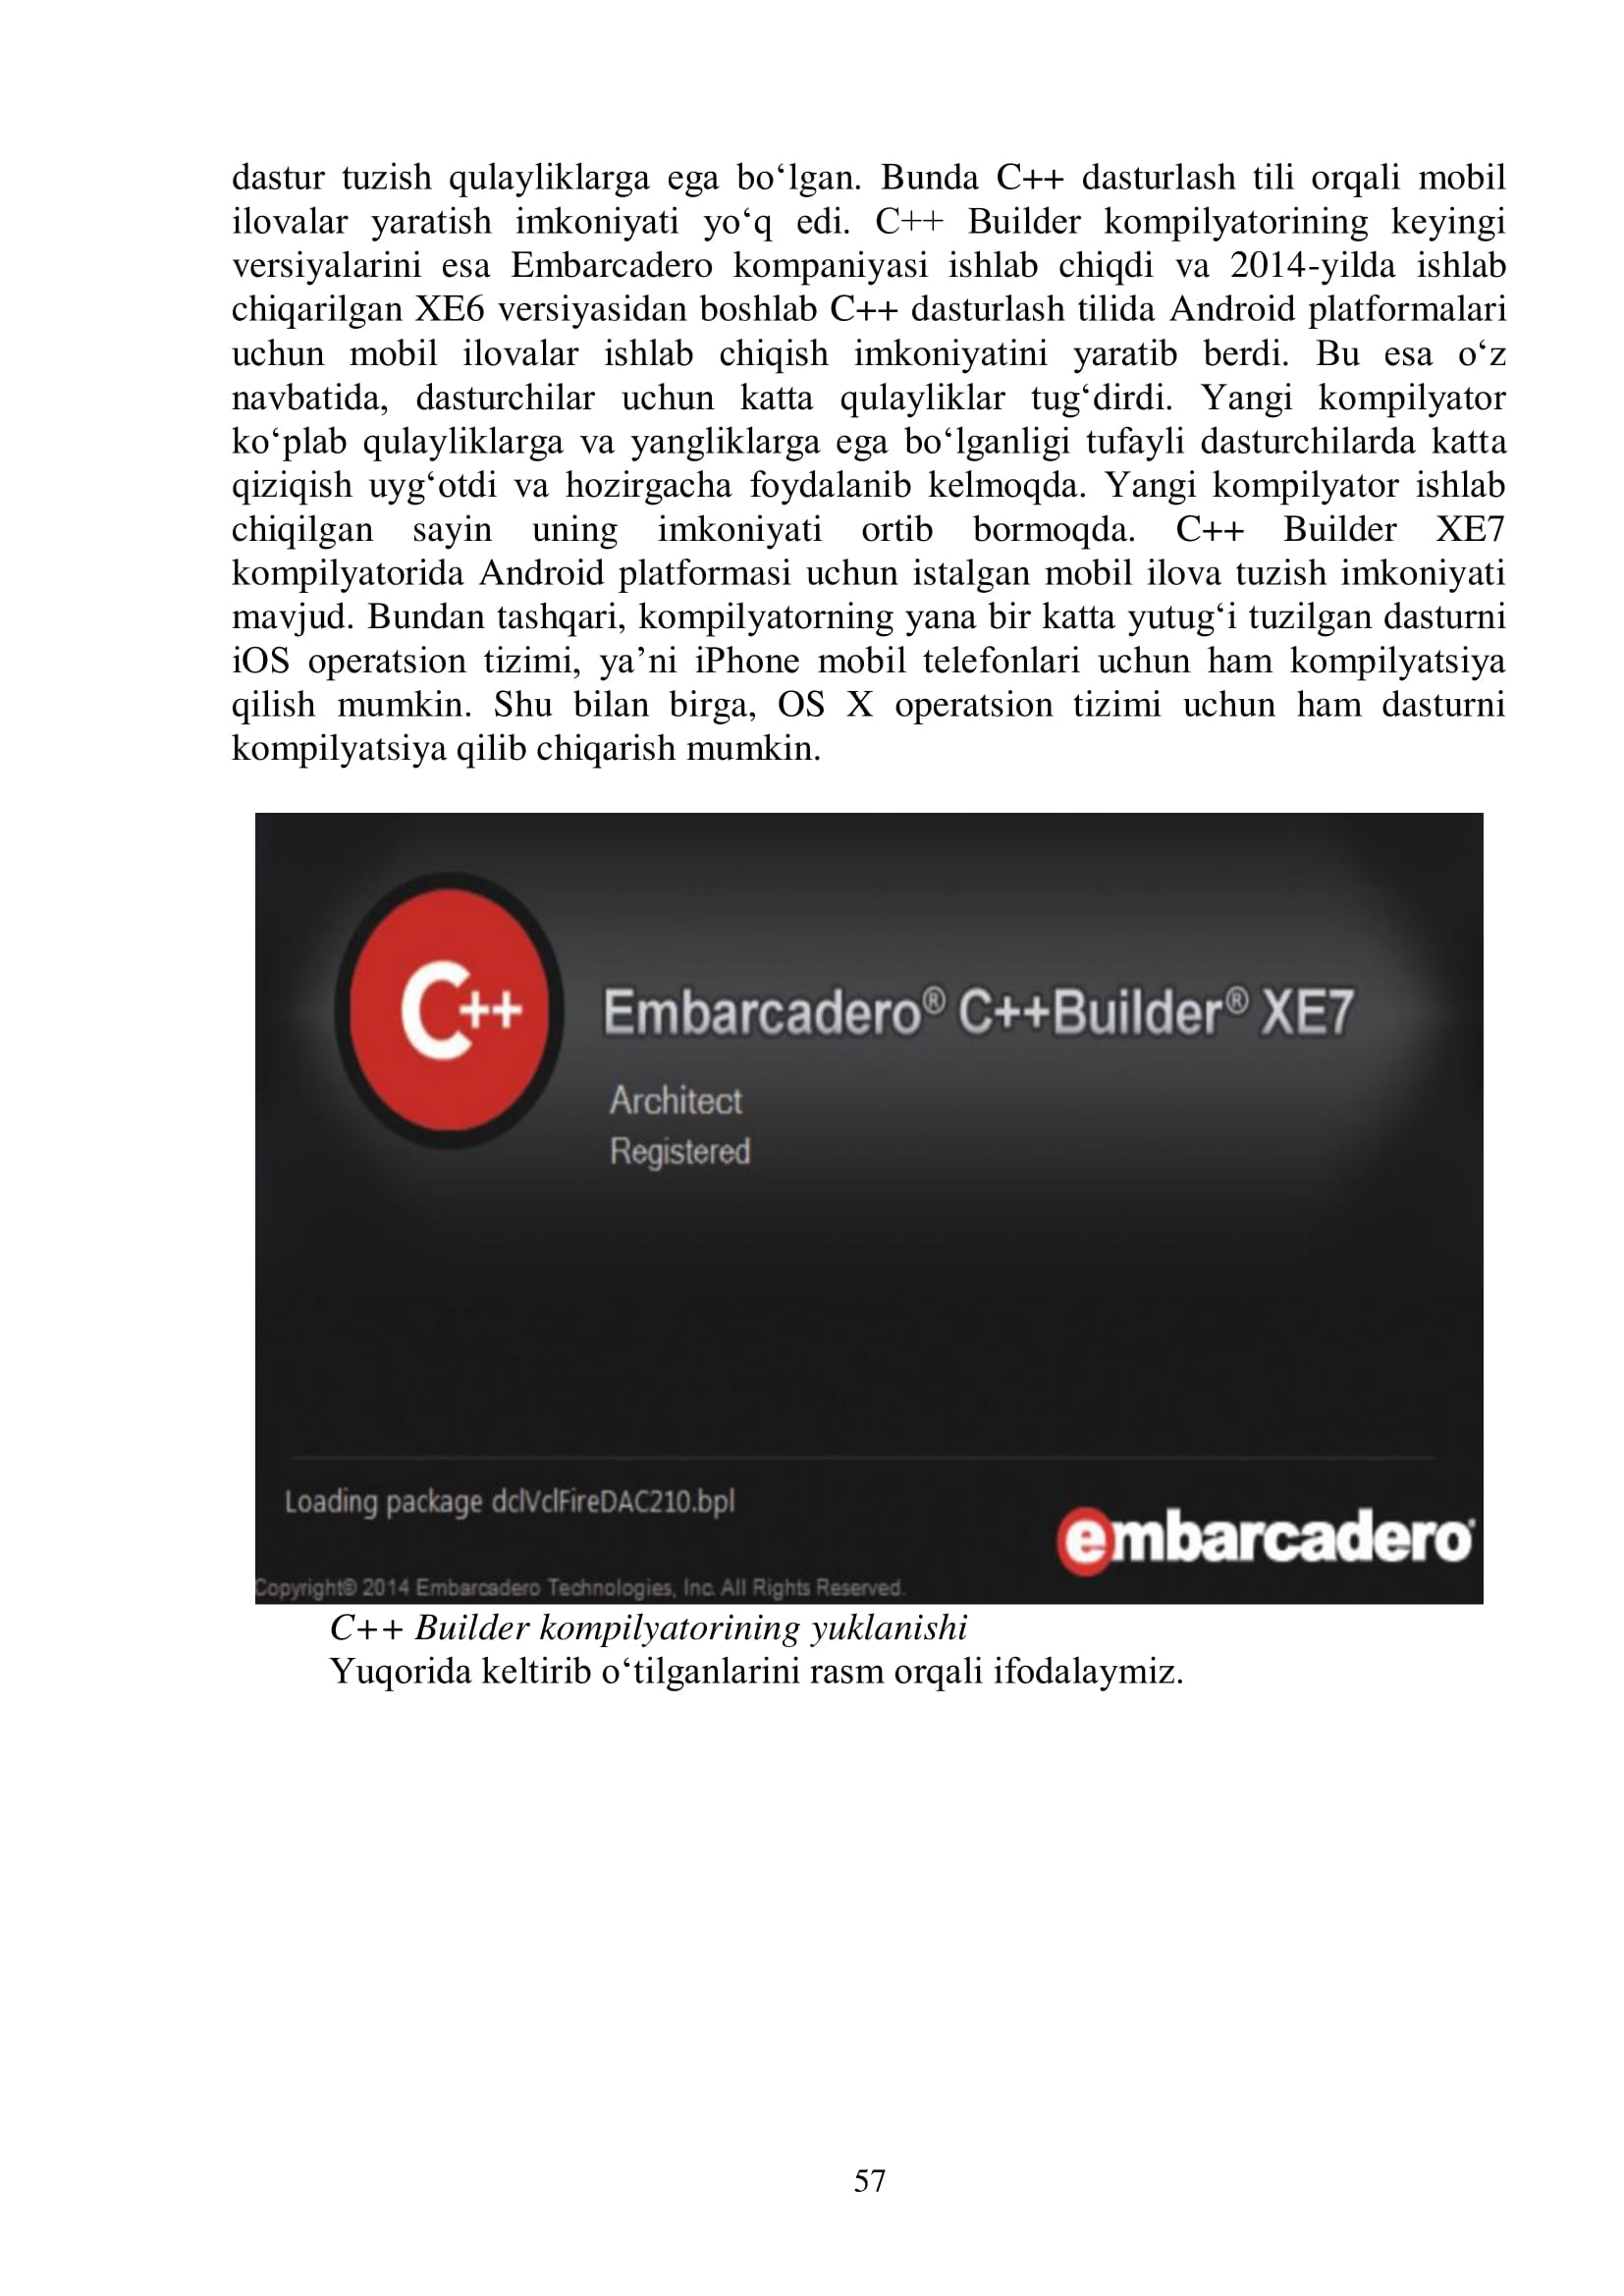 dastur tuzish qulayliklarga ega bo‘lgan. Bunda C++ dasturlash tili orqali mobil
ilovalar yaratish imkoniyati yo‘q edi. C++ Builder kompilyatorining keyingi
versiyalarini esa Embarcadero kompaniyasi ishlab chiqdi va 2014-yilda ishlab
chiqarilgan XE6 versiyasidan boshlab C++ dasturlash tilida Android platformalari
uchun mobil ilovalar ishlab chiqish imkoniyatini yaratib berdi. Bu esa o‘z
navbatida, dasturchilar uchun katta qulayliklar tug‘dirdi. Yangi kompilyator
ko‘plab qulayliklarga va yangliklarga ega bo‘lganligi tufayli dasturchilarda katta
qiziqish uyg‘otdi va hozirgacha foydalanib kelmoqda. Yangi kompilyator ishlab
chiqilgan sayin uning imkoniyati ortib bormoqda. C++ Builder XE7
kompilyatorida Android platformasi uchun istalgan mobil ilova tuzish imkoniyati
mavjud. Bundan tashqari, kompilyatorning yana bir katta yutug‘i tuzilgan dasturni
iOS operatsion tizimi, ya’ni iPhone mobil telefonlari uchun ham kompilyatsiya
qilish mumkin. Shu bilan birga, OS X operatsion tizimi uchun ham dasturni
kompilyatsiya qilib chiqarish mumkin.
C++
Embarcadero® C++Builder® XE7
Architect
Registered
Loading package dclVclFireDAC210.bpl
embarcadero
Copyright© 2014 Embarcadero Technologies, Inc. All Rights Reserved.
C++ Builder kompilyatorining yuklanishi
Yuqorida keltirib o‘tilganlarini rasm orqali ifodalaymiz.
57